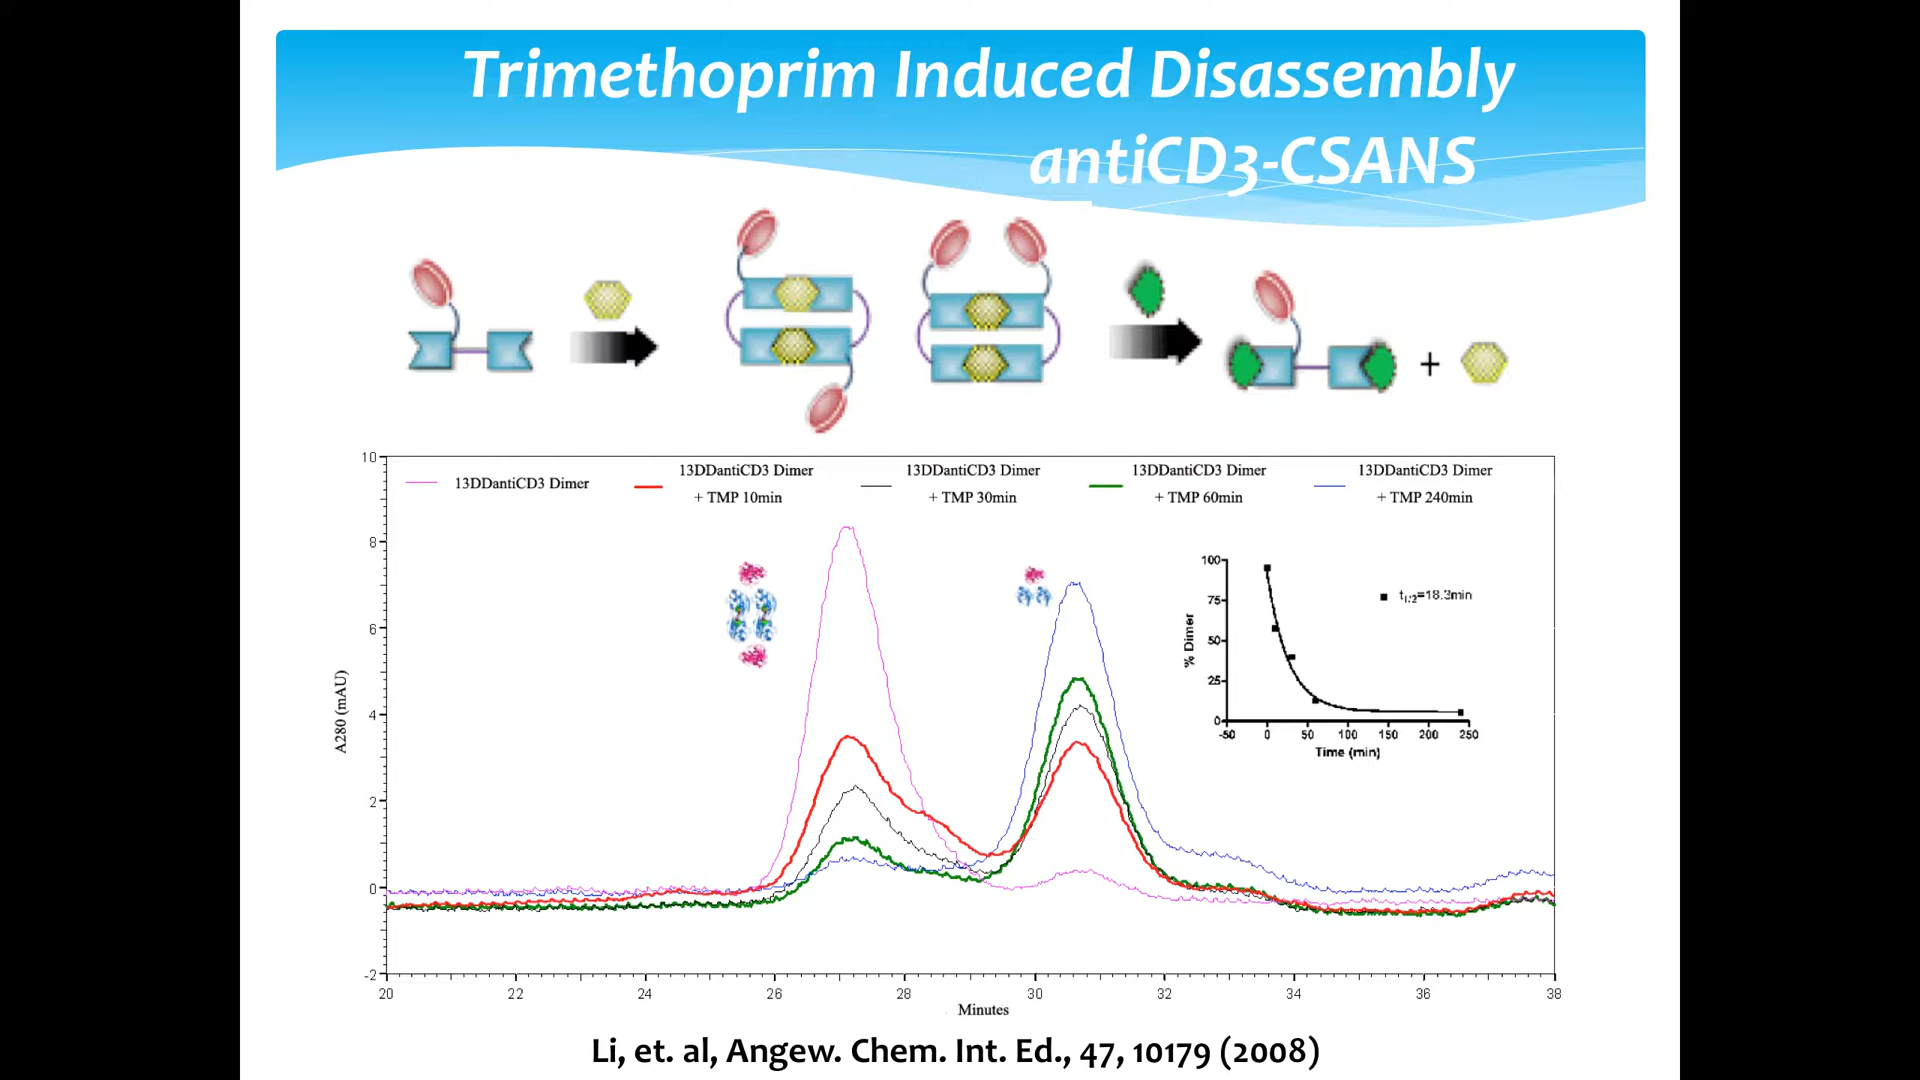 Trimethoprim Induced Disassembly
antiCD3-CSANS
+
10
8
6
4
2
0
-2
13DDantiCD3 Dimer
13DDantiCD3 Dimer
+ TMP 10min
13DDantiCD3 Dimer
+ TMP 30min
13DDantiCD3 Dimer
+ TMP 60min
13DDantiCD3 Dimer
+ TMP 240min
A280 (mAU)
100
75
50
25
0
% Dimer
t1/2=18.3min
-50 0 50 100 150 200 250
Time (min)
20 22 24 26 28 30 32 34 36 38
Minutes
Li, et. al, Angew. Chem. Int. Ed., 47, 10179 (2008)